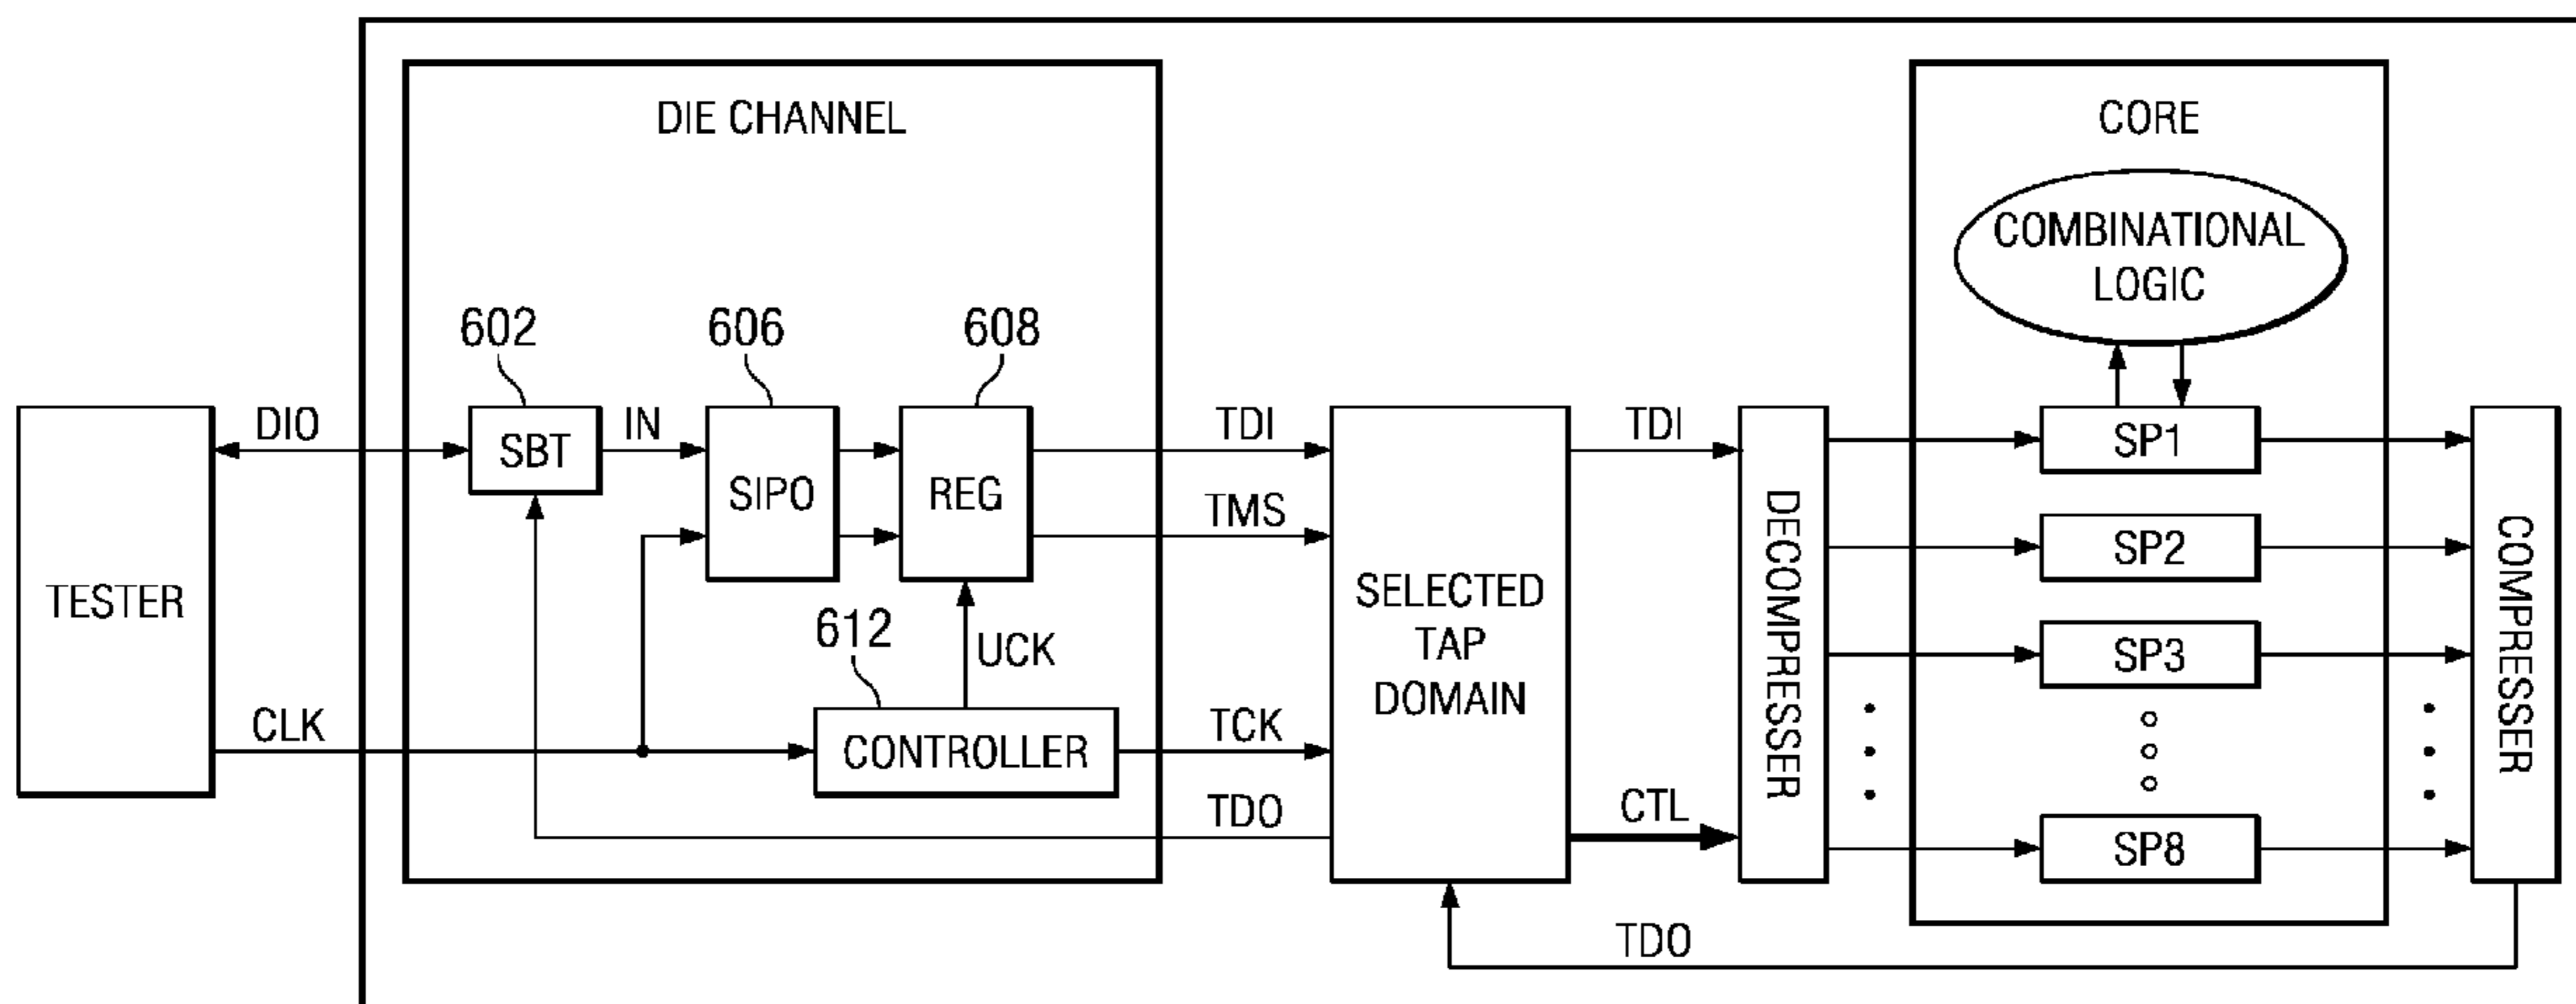 DIE CHANNEL
CORE
COMBINATIONAL
LOGIC
602
606
608
DIO
SBT
IN
SIPO
REG
TDI
TMS
TDI
SP1
SP2
SP3
SP8
TESTER
612
UCK
CLK
CONTROLLER
TCK
TDO
SELECTED
TAP
DOMAIN
CTL
DECOMPRESSER
COMPRESSER
TDO